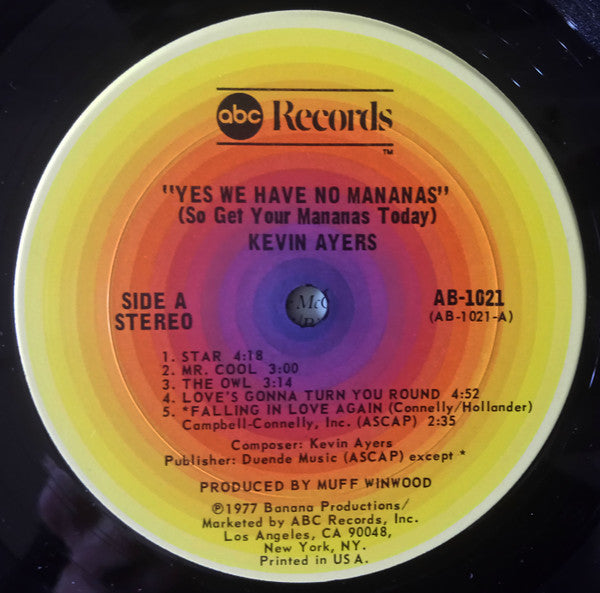 abc Records
TM
"YES WE HAVE NO MANANAS"
(So Get Your Mananas Today)
KEVIN AYERS
SIDE A
STEREO
AB-1021
(AB-1021-A)
1. STAR 4:18
2. MR. COOL 3:00
3. THE OWL 3:14
4. LOVE'S GONNA TURN YOU ROUND 4:52
5. *FALLING IN LOVE AGAIN (Connelly/Hollander)
Campbell-Connelly, Inc. (ASCAP) 2:35
Composer: Kevin Ayers
Publisher: Duende Music (ASCAP) except *
PRODUCED BY MUFF WINWOOD
℗1977 Banana Productions/
Marketed by ABC Records, Inc.
Los Angeles, CA 90048,
New York, NY.
Printed in USA.